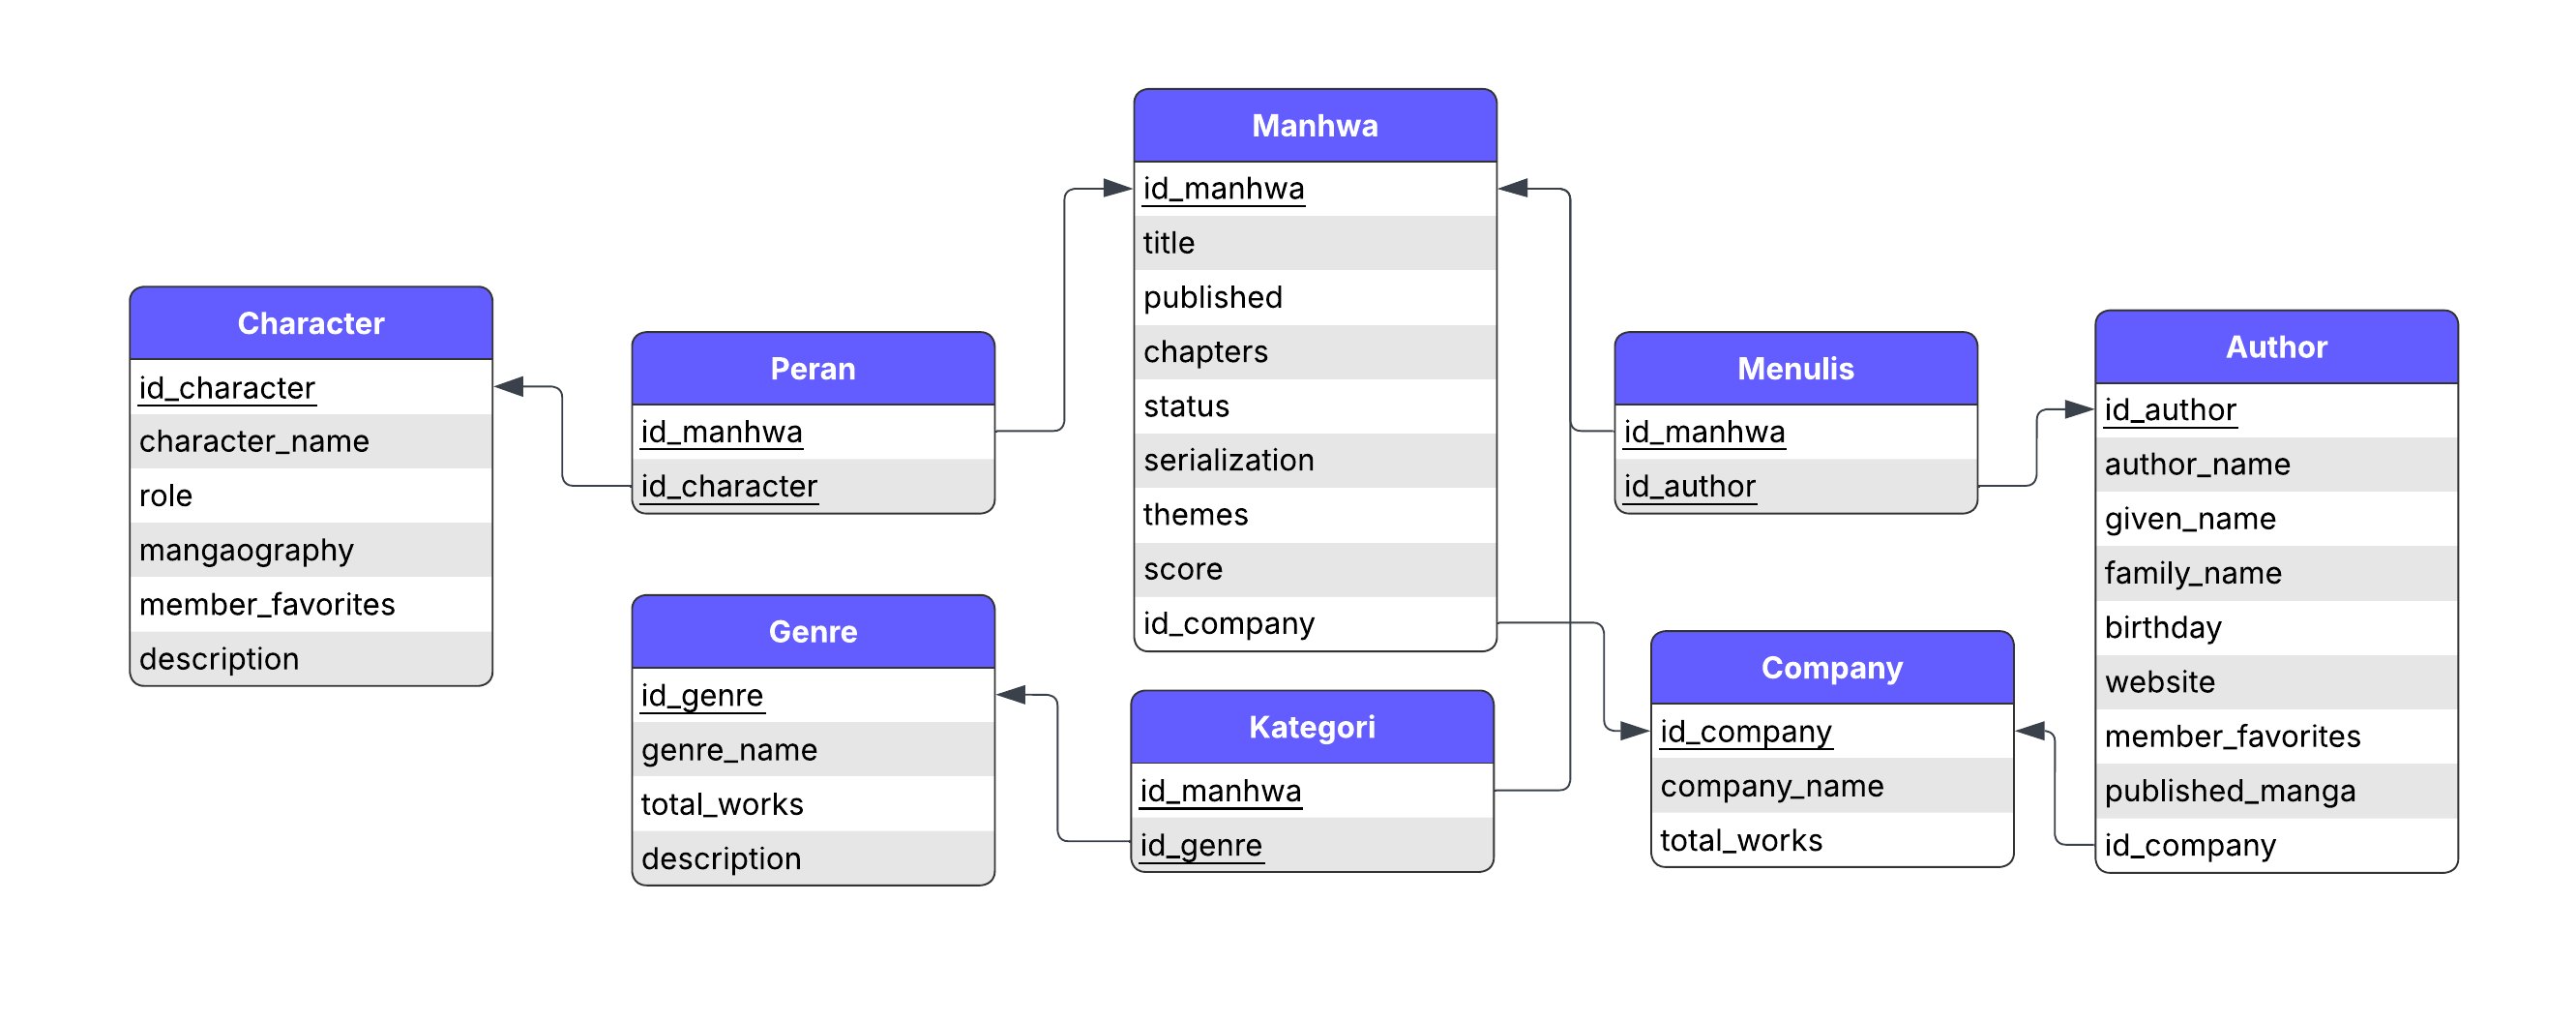 Character
id_character
character_name
role
mangaography
member_favorites
description
Peran
id_manhwa
id_character
Genre
id_genre
genre_name
total_works
description
Manhwa
id_manhwa
title
published
chapters
status
serialization
themes
score
id_company
Kategori
id_manhwa
id_genre
Menulis
id_manhwa
id_author
Company
id_company
company_name
total_works
Author
id_author
author_name
given_name
family_name
birthday
website
member_favorites
published_manga
id_company